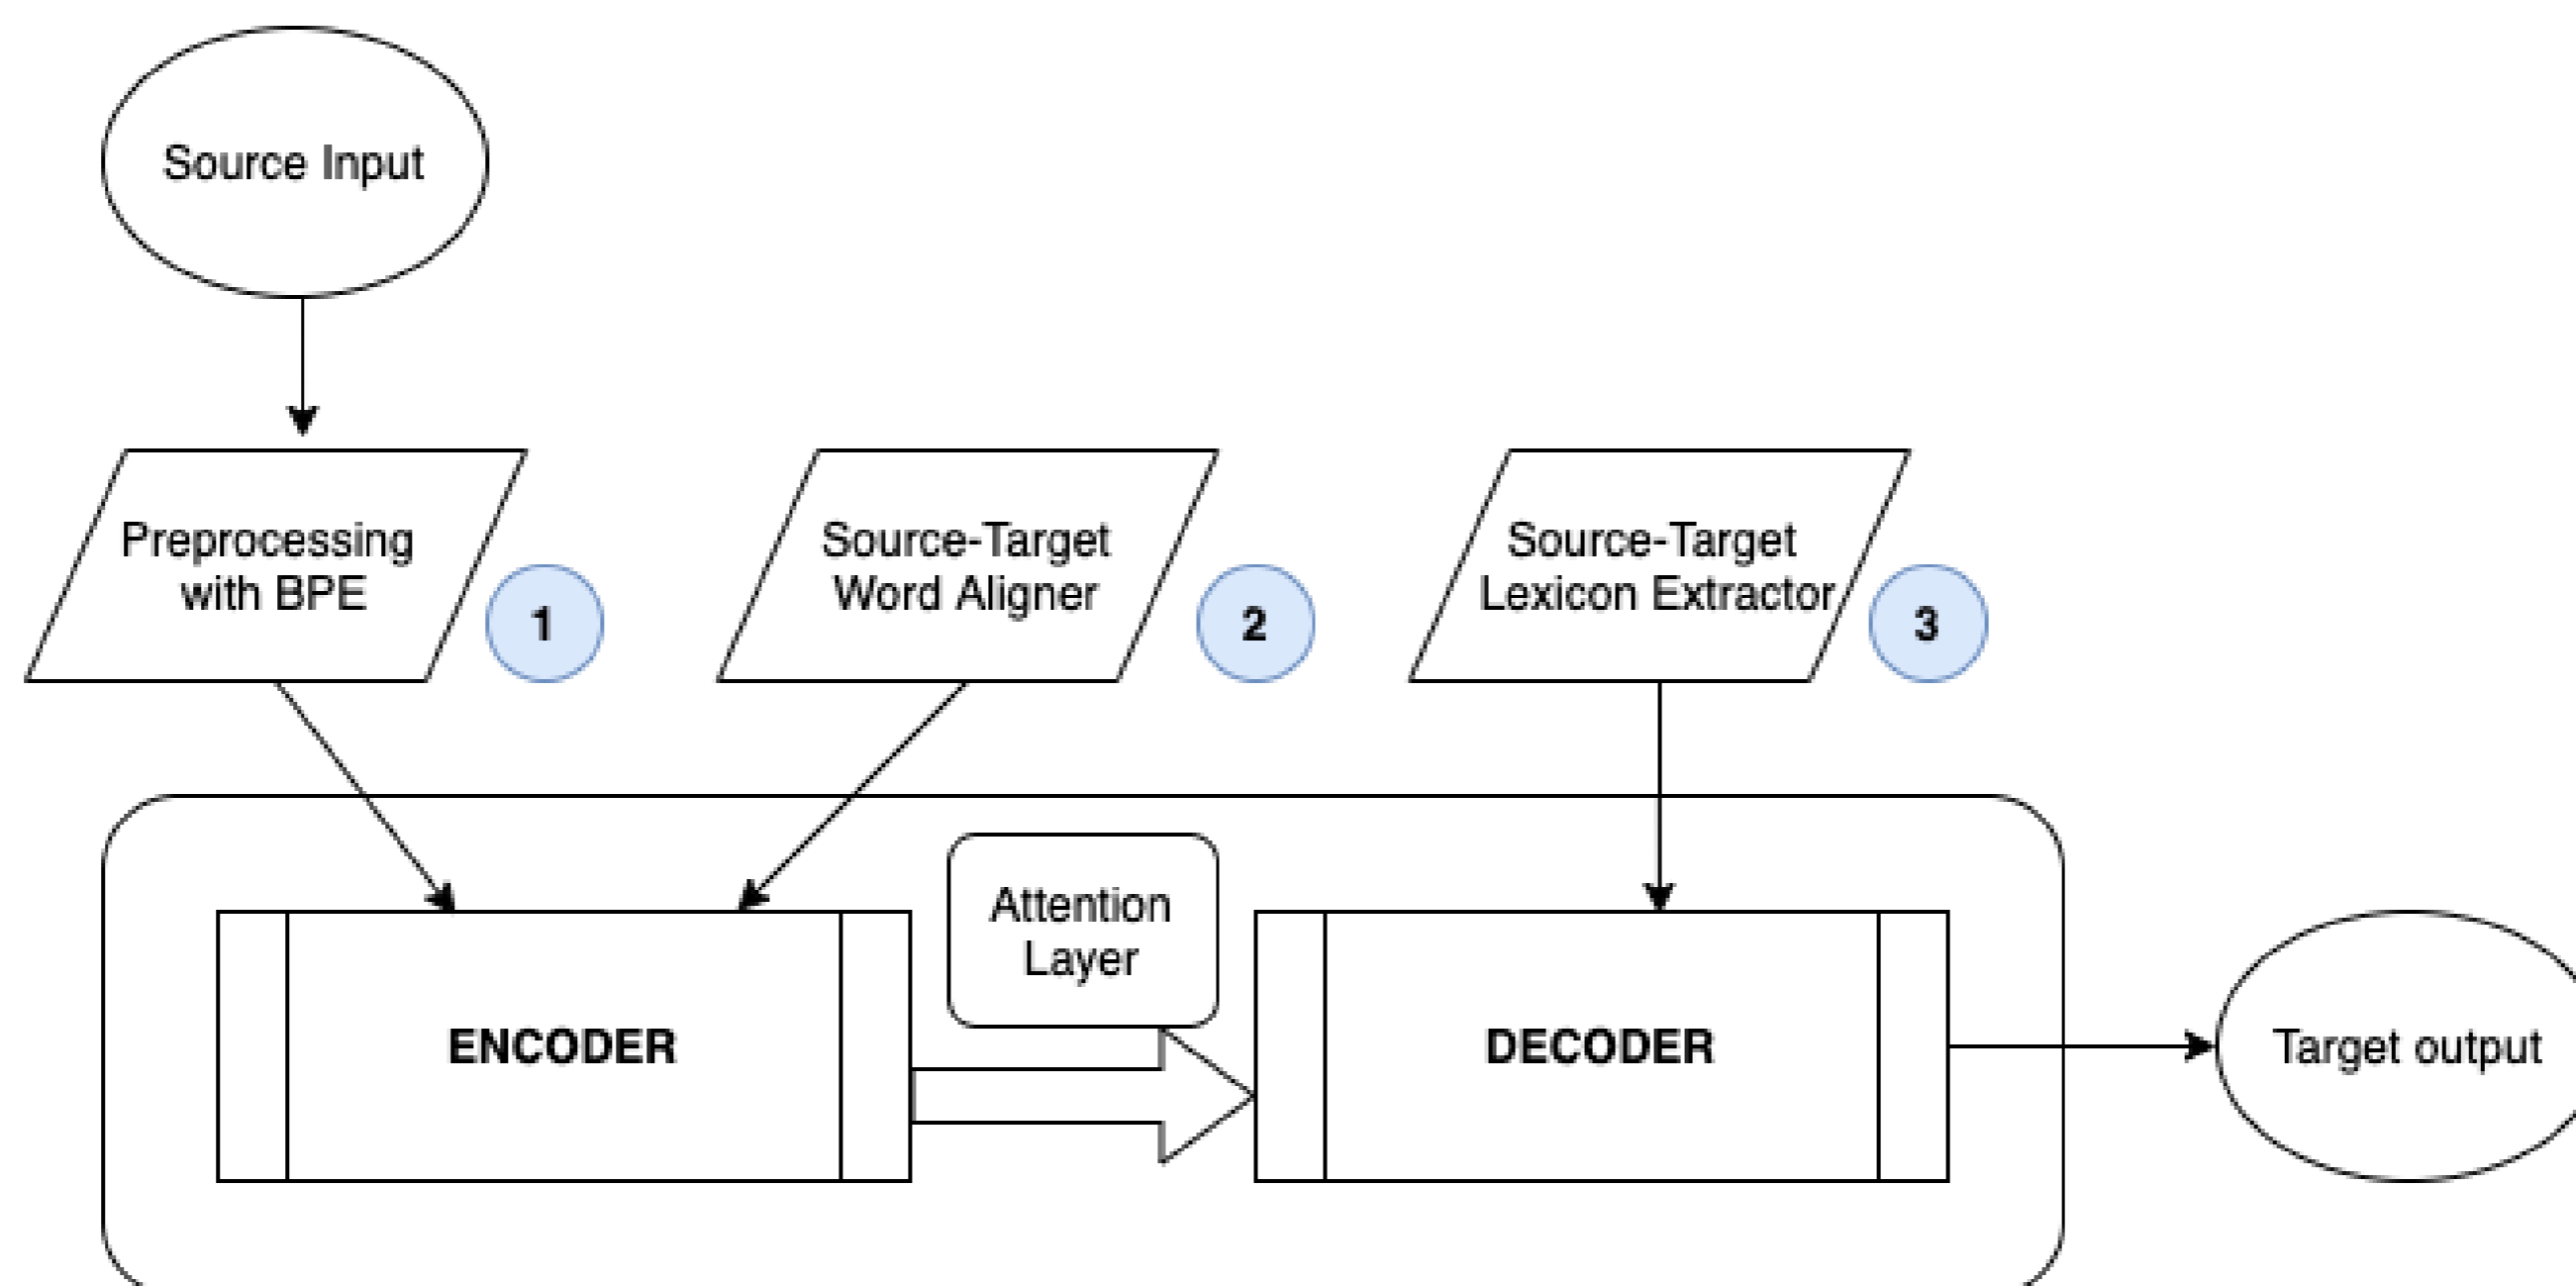 Source Input
Preprocessing
with BPE
1
Source-Target
Word Aligner
2
Source-Target
Lexicon Extractor
3
Attention
Layer
ENCODER
DECODER
Target output